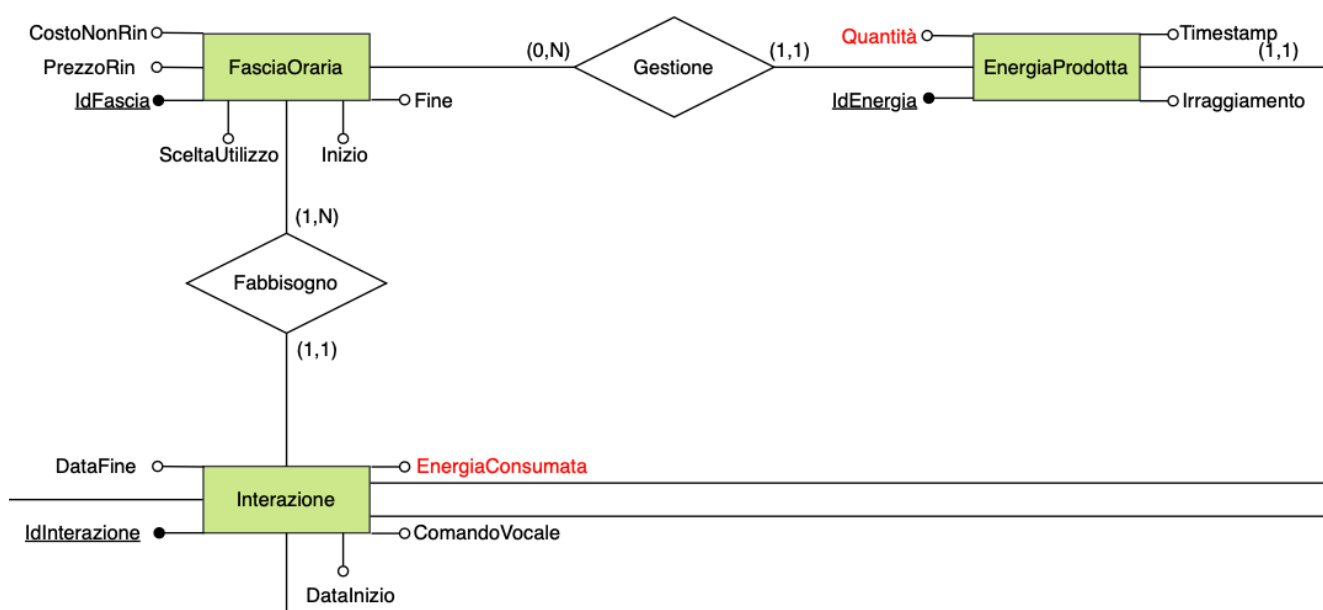 CostoNonRin
PrezzoRin
IdFascia
FasciaOraria
Fine
SceltaUtilizzo
Inizio
(0,N)
Gestione
(1,1)
Quantità
IdEnergia
EnergiaProdotta
Timestamp
(1,1)
Irraggiamento
(1,N)
Fabbisogno
(1,1)
DataFine
EnergiaConsumata
Interazione
IdInterazione
ComandoVocale
DataInizio